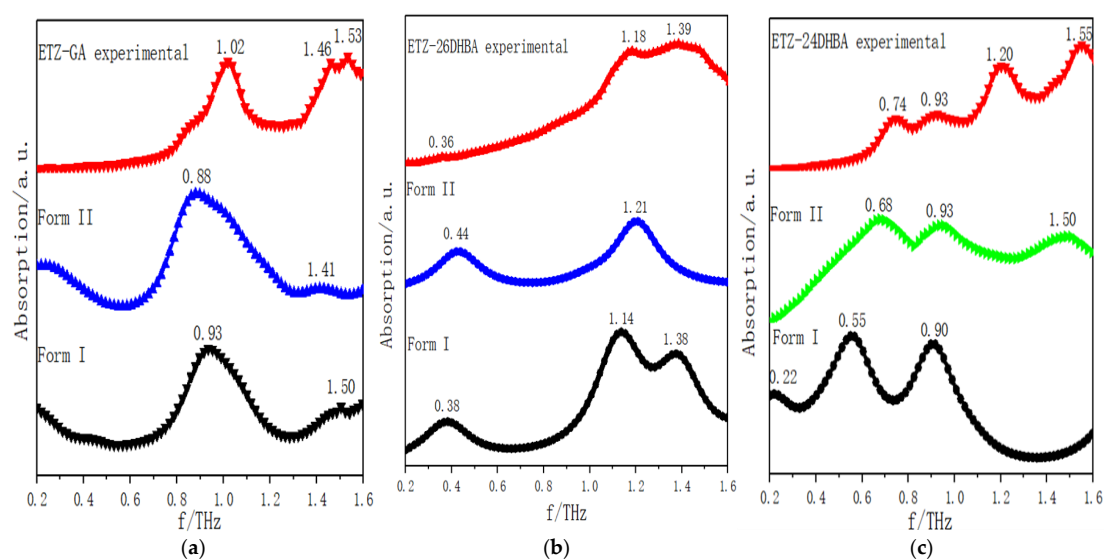 ETZ-GA experimental
1.02
1.46
1.53
0.88
Form II
1.41
0.93
Form I
1.50
Absorption/a.u.
0.2 0.4 0.6 0.8 1.0 1.2 1.4 1.6
f/THz
(a)
ETZ-26DHBA experimental
1.18
1.39
0.36
Form II
0.44
1.21
1.14
Form I
1.38
0.38
Absorption/a.u.
0.2 0.4 0.6 0.8 1.0 1.2 1.4 1.6
f/THz
(b)
ETZ-24DHBA experimental
1.55
1.20
0.74
0.93
Form II
0.68
0.93
1.50
Form I
0.55
0.90
0.22
Absorption/a.u.
0.2 0.4 0.6 0.8 1.0 1.2 1.4 1.6
f/THz
(c)